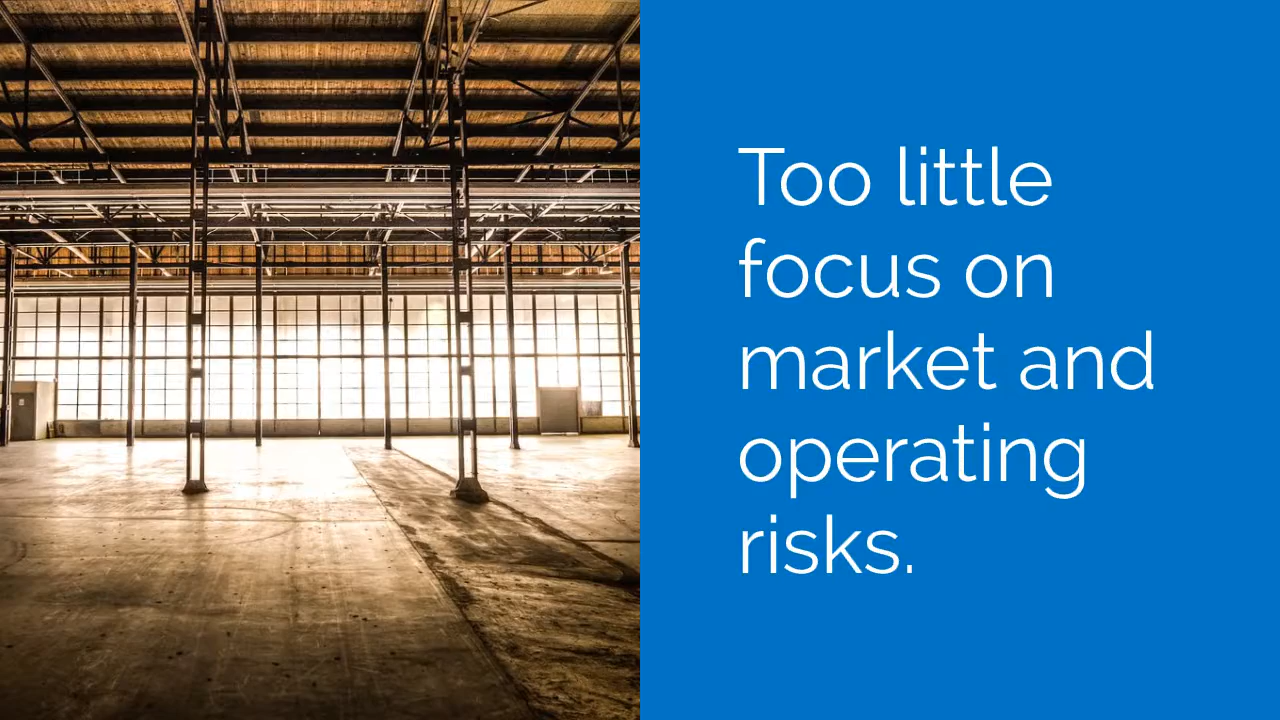 Too little
focus on
market and
operating
risks.